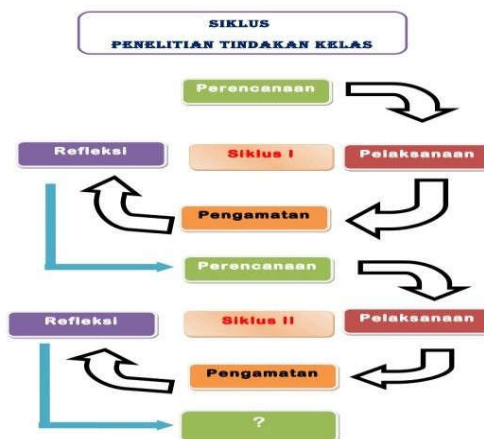 SIKLUS
PENELITIAN TINDAKAN KELAS
Perencanaan
Refleksi
Siklus I
Pelaksanaan
Pengamatan
Perencanaan
Refleksi
Siklus II
Pelaksanaan
Pengamatan
?